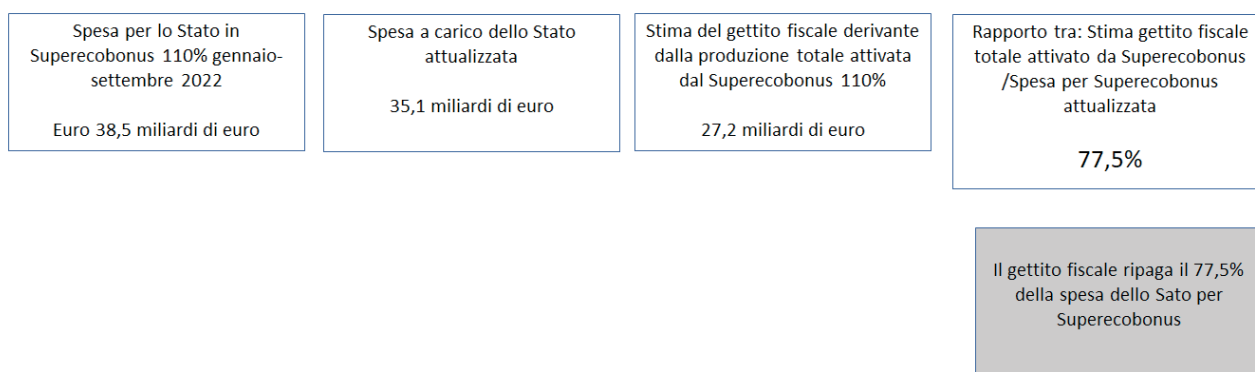 Spesa per lo Stato in
Superecobonus 110% gennaio-
settembre 2022
Euro 38,5 miliardi di euro
Spesa a carico dello Stato
attualizzata
35,1 miliardi di euro
Stima del gettito fiscale derivante
dalla produzione totale attivata
dal Superecobonus 110%
27,2 miliardi di euro
Rapporto tra: Stima gettito fiscale
totale attivato da Superecobonus
/Spesa per Superecobonus
attualizzata
77,5%
Il gettito fiscale ripaga il 77,5%
della spesa dello Sato per
Superecobonus